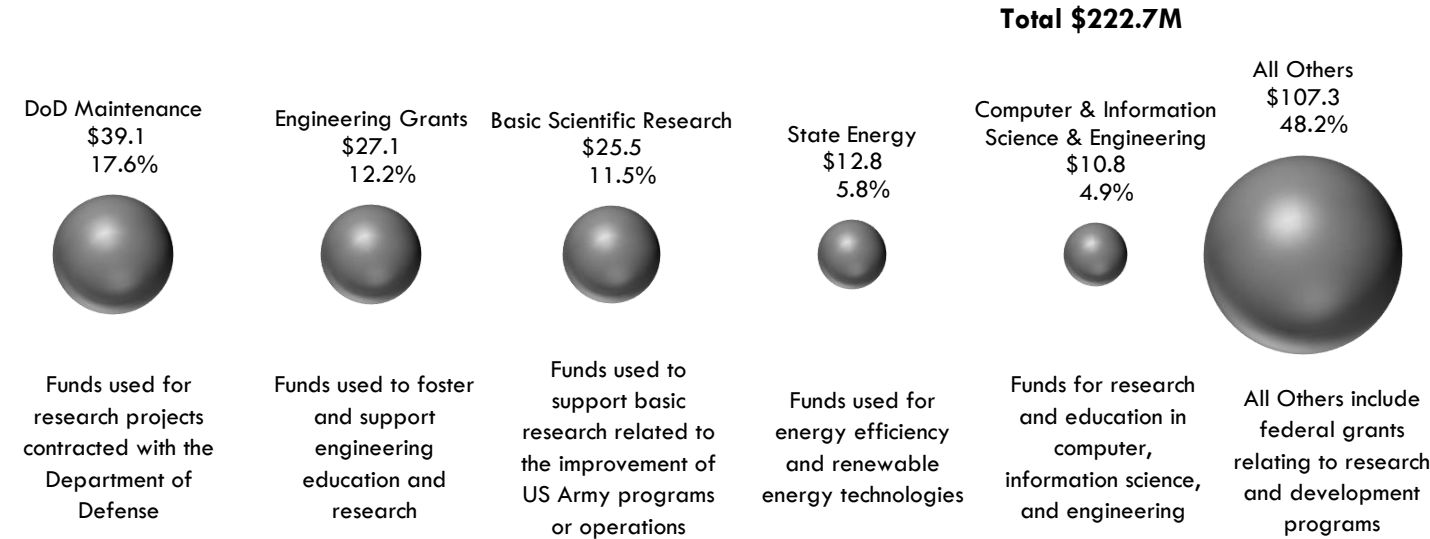 Total $222.7M
DoD Maintenance
$39.1
17.6%
Engineering Grants
$27.1
12.2%
Basic Scientific Research
$25.5
11.5%
State Energy
$12.8
5.8%
Computer & Information
Science & Engineering
$10.8
4.9%
All Others
$107.3
48.2%
Funds used for
research projects
contracted with the
Department of
Defense
Funds used to foster
and support
engineering
education and
research
Funds used to
support basic
research related to
the improvement of
US Army programs
or operations
Funds used for
energy efficiency
and renewable
energy technologies
Funds for research
and education in
computer,
information science,
and engineering
All Others include
federal grants
relating to research
and development
programs